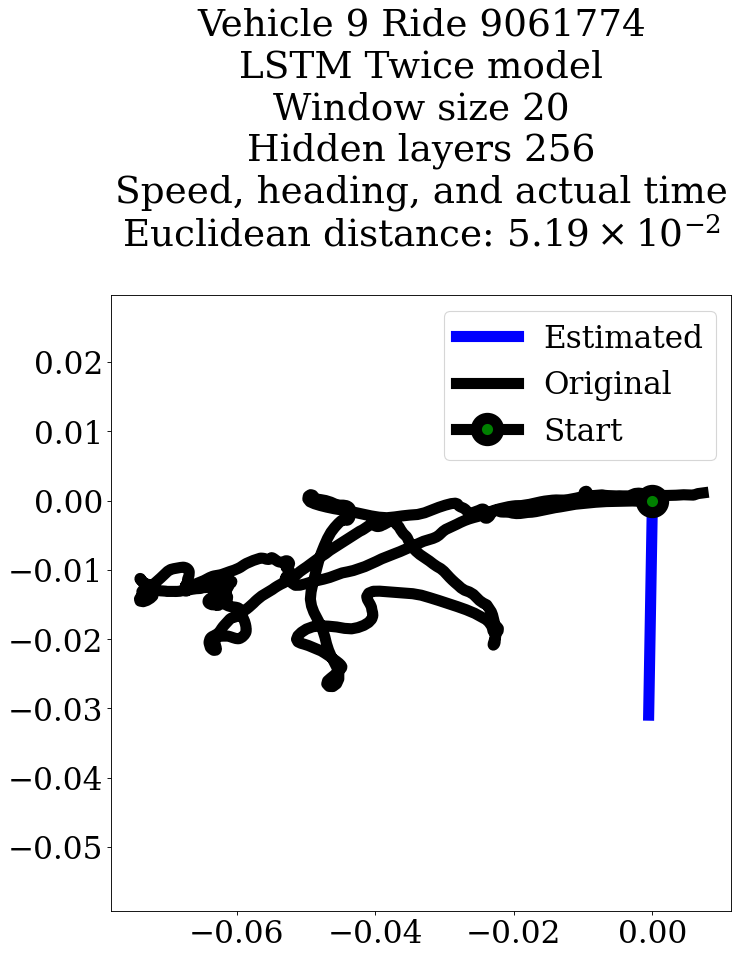 Vehicle 9 Ride 9061774
LSTM Twice model
Window size 20
Hidden layers 256
Speed, heading, and actual time
Euclidean distance: 5.19 × 10⁻²
Estimated
Original
Start
0.02
0.01
0.00
−0.01
−0.02
−0.03
−0.04
−0.05
−0.06
−0.04
−0.02
0.00